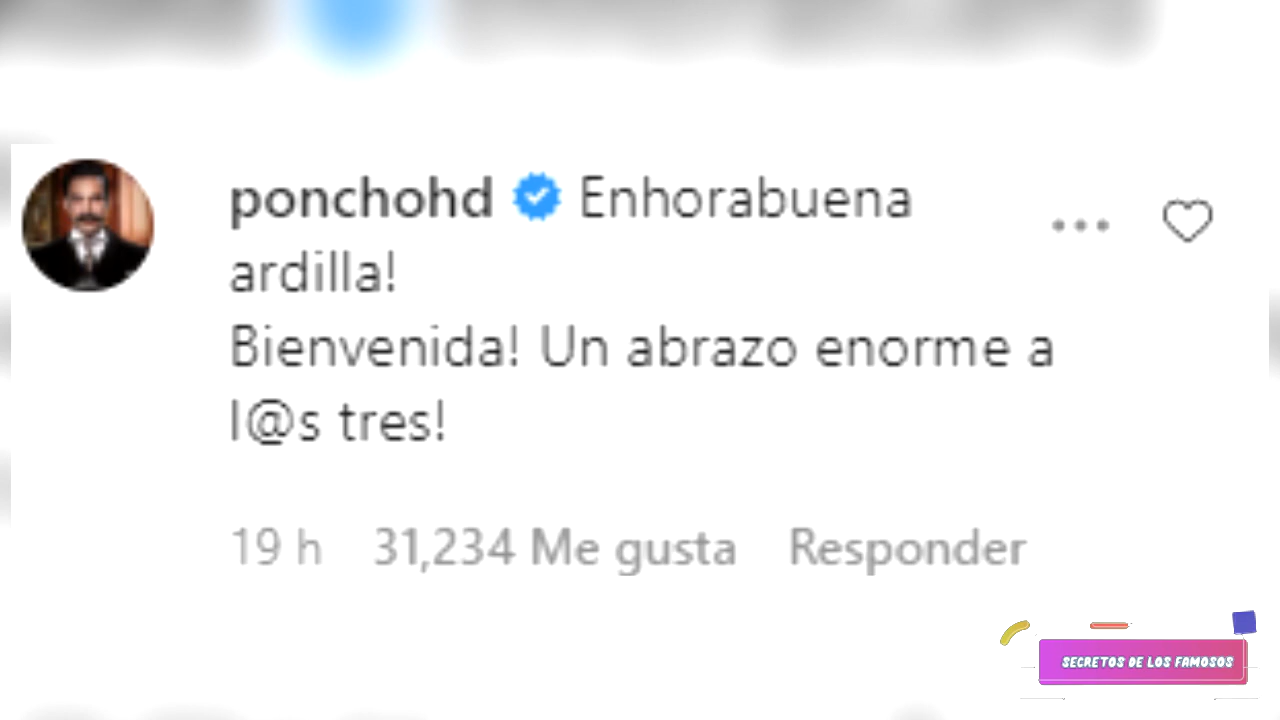 ponchohd Enhorabuena
ardilla!
Bienvenida! Un abrazo enorme a
l@s tres!
19 h 31,234 Me gusta Responder
SECRETOS DE LOS FAMOSOS